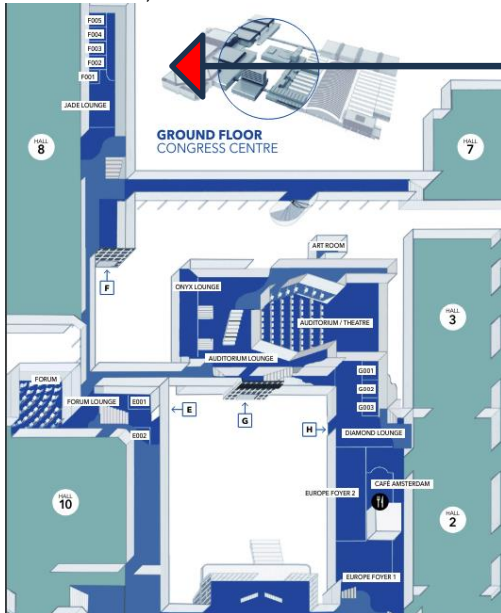 F005
F004
F003
F002
F001
JADE LOUNGE
GROUND FLOOR
CONGRESS CENTRE
HALL
8
HALL
7
F
ART ROOM
ONYX LOUNGE
AUDITORIUM / THEATRE
HALL
3
AUDITORIUM LOUNGE
FORUM
G001
G002
G003
FORUM LOUNGE
E001
E
G
H
E002
DIAMOND LOUNGE
CAFÉ AMSTERDAM
EUROPE FOYER 2
HALL
10
HALL
2
EUROPE FOYER 1